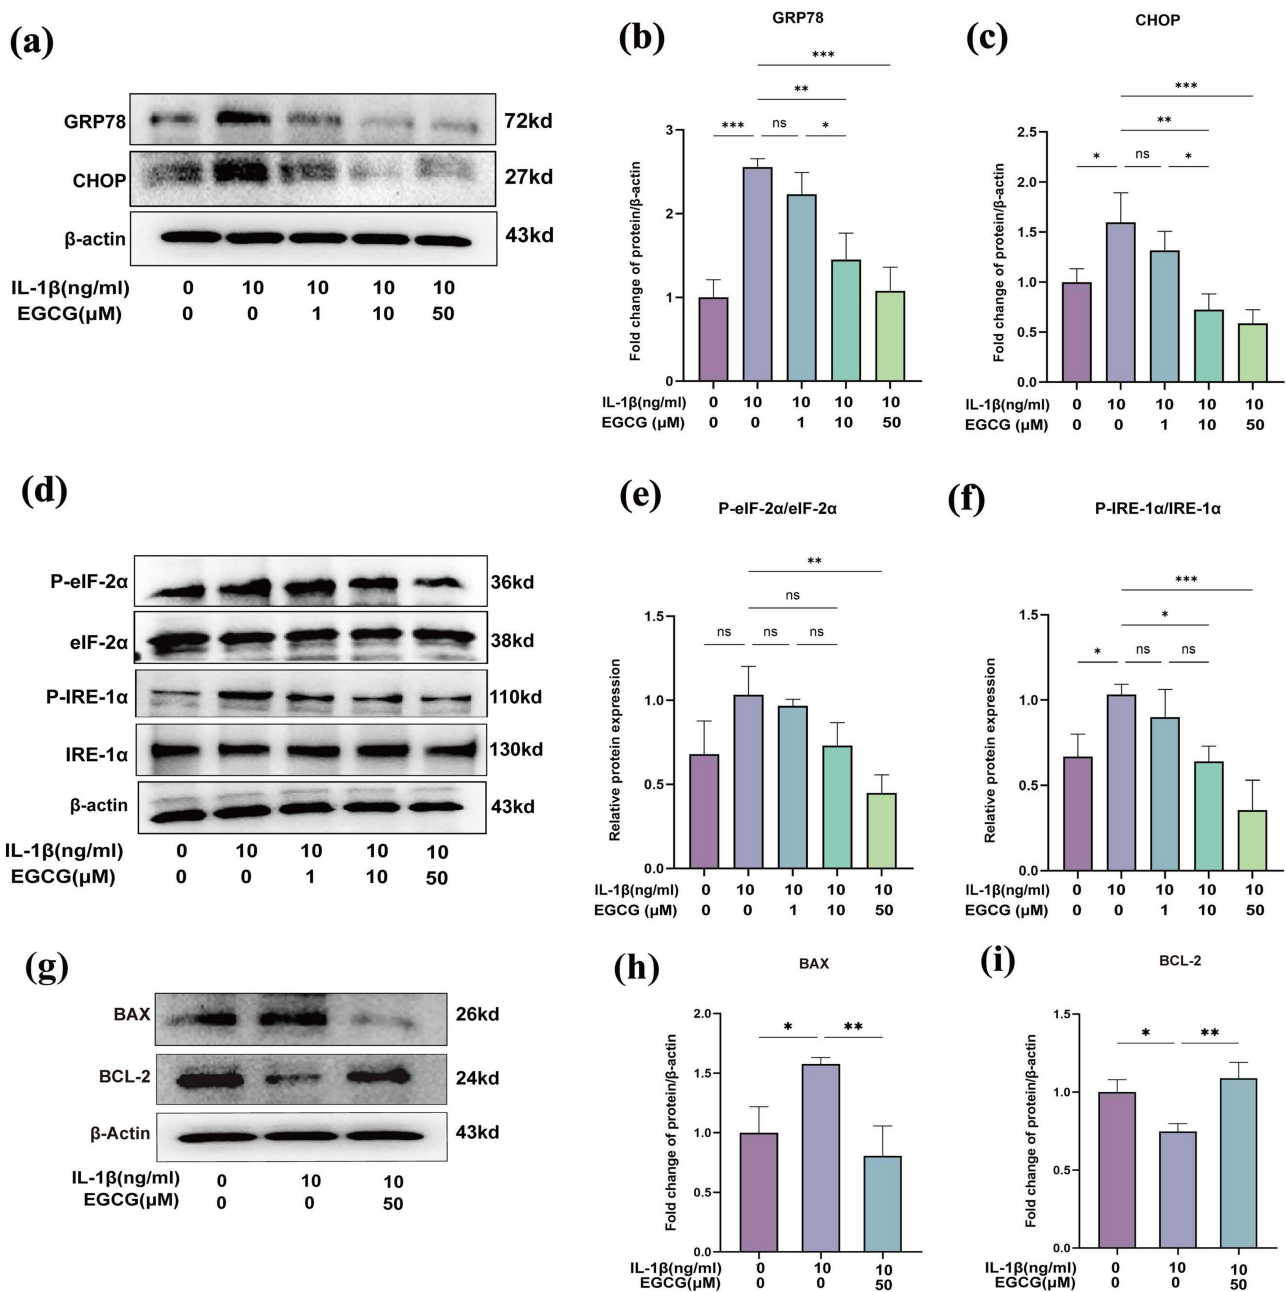 (a)
GRP78 72kd
CHOP 27kd
β-actin 43kd
IL-1β(ng/ml) 0 10 10 10 10
EGCG(μM) 0 0 1 10 50
(b)
GRP78
***
**
*** ns *
Fold change of protein/β-actin
3
2
1
0
IL-1β(ng/ml) 0 10 10 10 10
EGCG (μM) 0 0 1 10 50
(c)
CHOP
***
**
* ns *
Fold change of protein/β-actin
2.5
2.0
1.5
1.0
0.5
0.0
IL-1β(ng/ml) 0 10 10 10 10
EGCG (μM) 0 0 1 10 50
(d)
P-eIF-2α 36kd
eIF-2α 38kd
P-IRE-1α 110kd
IRE-1α 130kd
β-actin 43kd
IL-1β(ng/ml) 0 10 10 10 10
EGCG(μM) 0 0 1 10 50
(e)
P-eIF-2α/eIF-2α
**
ns
ns ns ns
Relative protein expression
1.5
1.0
0.5
0.0
IL-1β(ng/ml) 0 10 10 10 10
EGCG (μM) 0 0 1 10 50
(f)
P-IRE-1α/IRE-1α
***
*
* ns ns
Relative protein expression
1.5
1.0
0.5
0.0
IL-1β(ng/ml) 0 10 10 10 10
EGCG (μM) 0 0 1 10 50
(g)
BAX 26kd
BCL-2 24kd
β-Actin 43kd
IL-1β(ng/ml) 0 10 10
EGCG(μM) 0 0 50
(h)
BAX
* **
Fold change of protein/β-actin
2.0
1.5
1.0
0.5
0.0
IL-1β(ng/ml) 0 10 10
EGCG(μM) 0 0 50
(i)
BCL-2
* **
Fold change of protein/β-actin
1.5
1.0
0.5
0.0
IL-1β(ng/ml) 0 10 10
EGCG(μM) 0 0 50